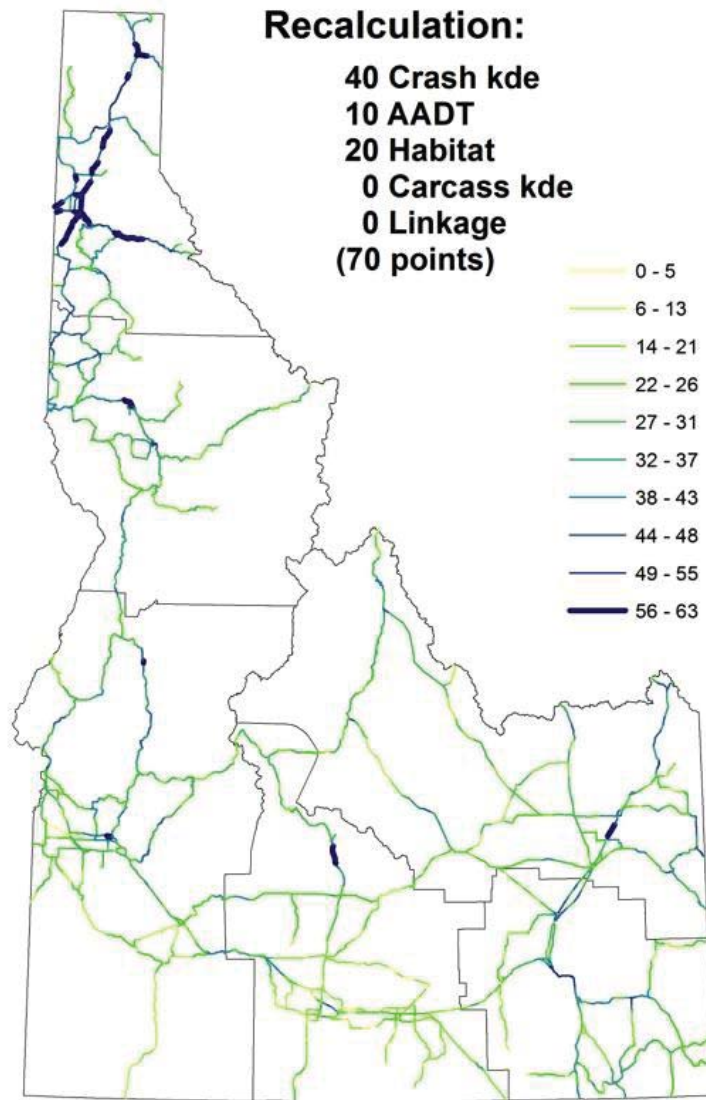 Recalculation:
40 Crash kde
10 AADT
20 Habitat
0 Carcass kde
0 Linkage
(70 points)
0 - 5
6 - 13
14 - 21
22 - 26
27 - 31
32 - 37
38 - 43
44 - 48
49 - 55
56 - 63